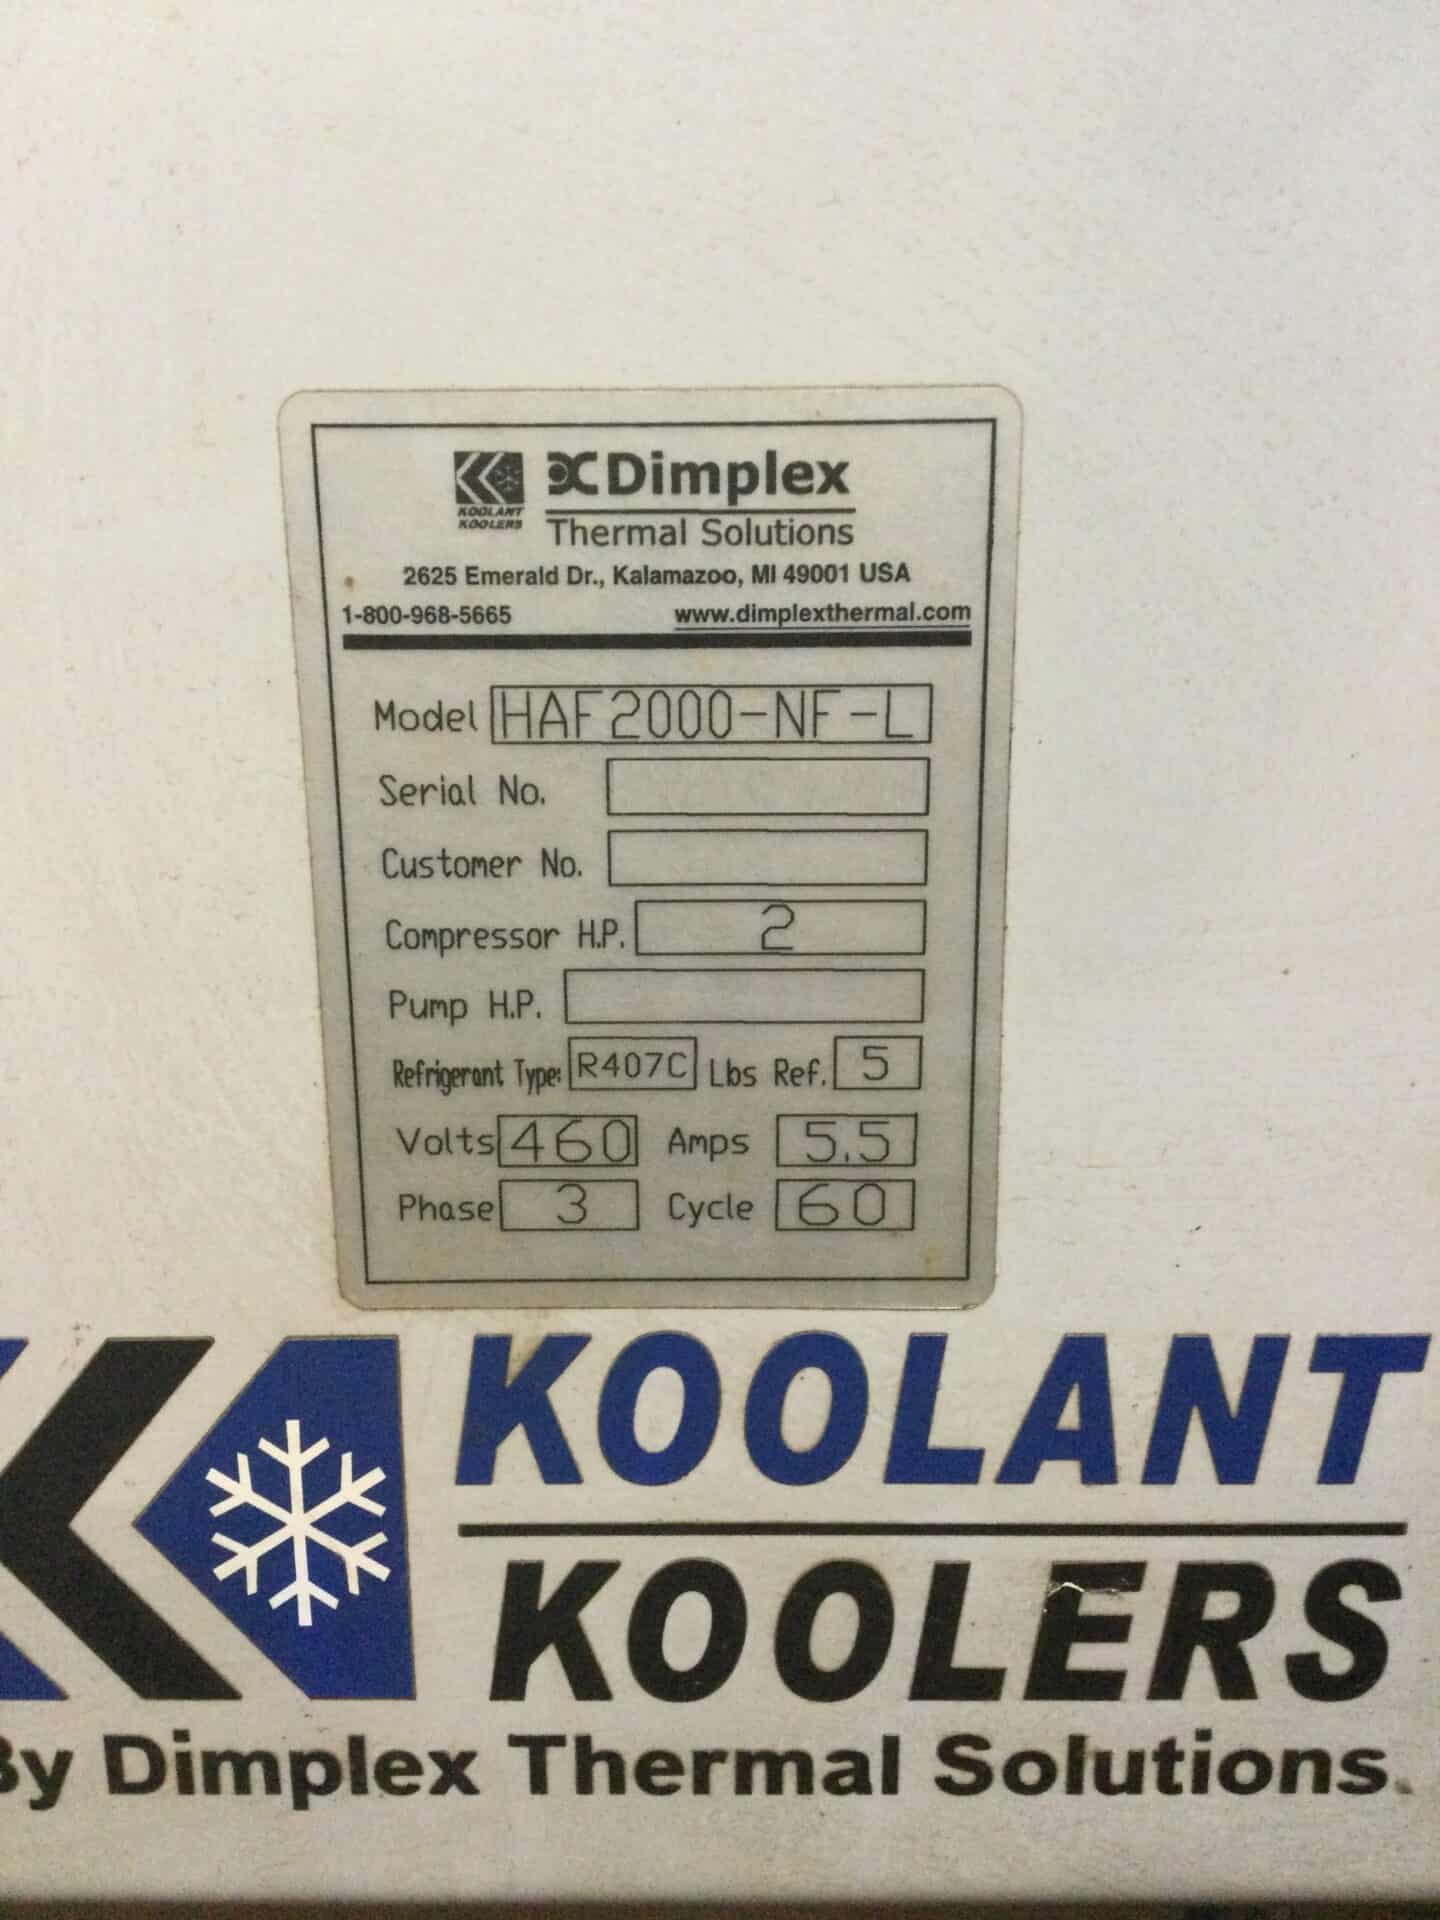 KOOLANT
KOOLERS
Dimplex
Thermal Solutions
2625 Emerald Dr., Kalamazoo, MI 49001 USA
1-800-968-5665 www.dimplexthermal.com
Model HAF2000-NF-L
Serial No.
Customer No.
Compressor H.P. 2
Pump H.P.
Refrigerant Type: R407C Lbs Ref. 5
Volts 460 Amps 5.5
Phase 3 Cycle 60
KOOLANT
KOOLERS
By Dimplex Thermal Solutions.